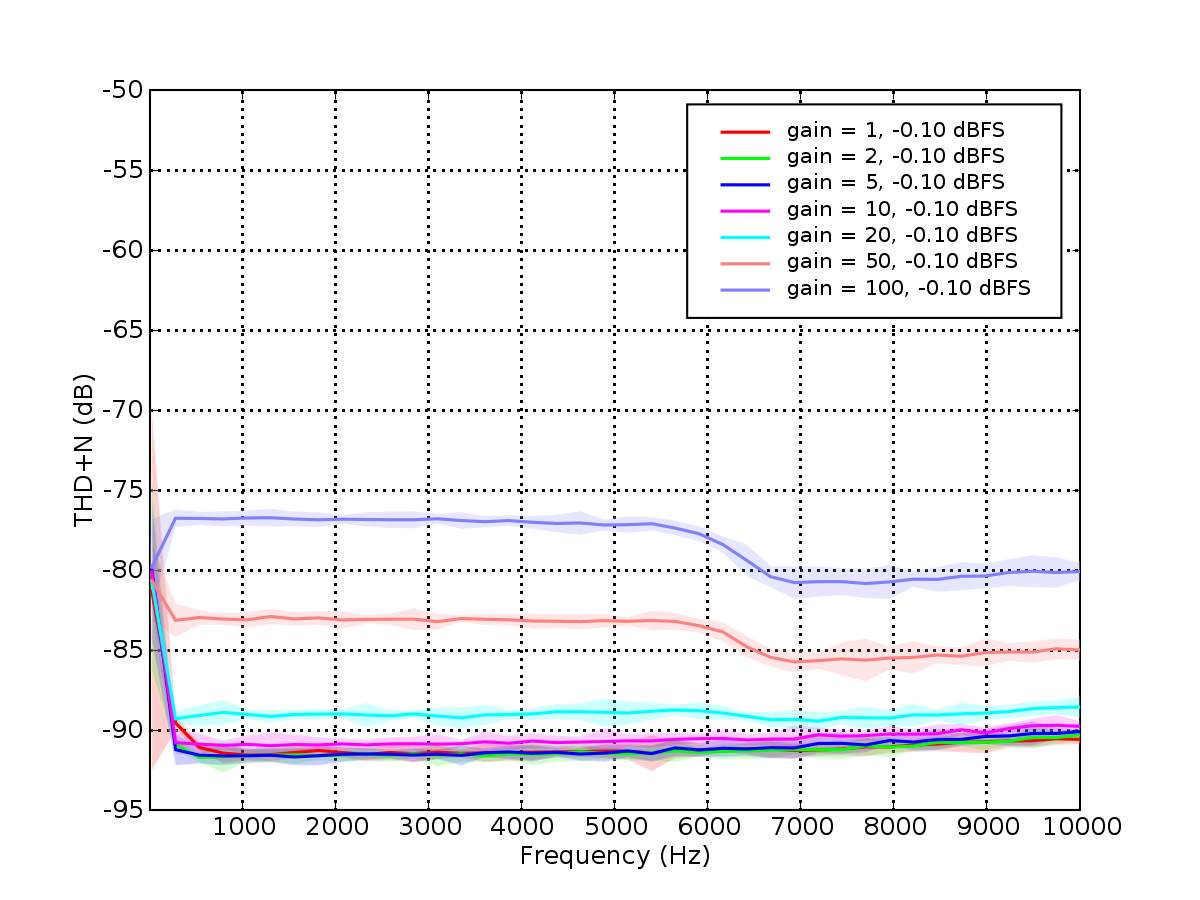 -50
-55
-60
-65
-70
-75
-80
-85
-90
-95
THD+N (dB)
gain = 1, -0.10 dBFS
gain = 2, -0.10 dBFS
gain = 5, -0.10 dBFS
gain = 10, -0.10 dBFS
gain = 20, -0.10 dBFS
gain = 50, -0.10 dBFS
gain = 100, -0.10 dBFS
1000 2000 3000 4000 5000 6000 7000 8000 9000 10000
Frequency (Hz)